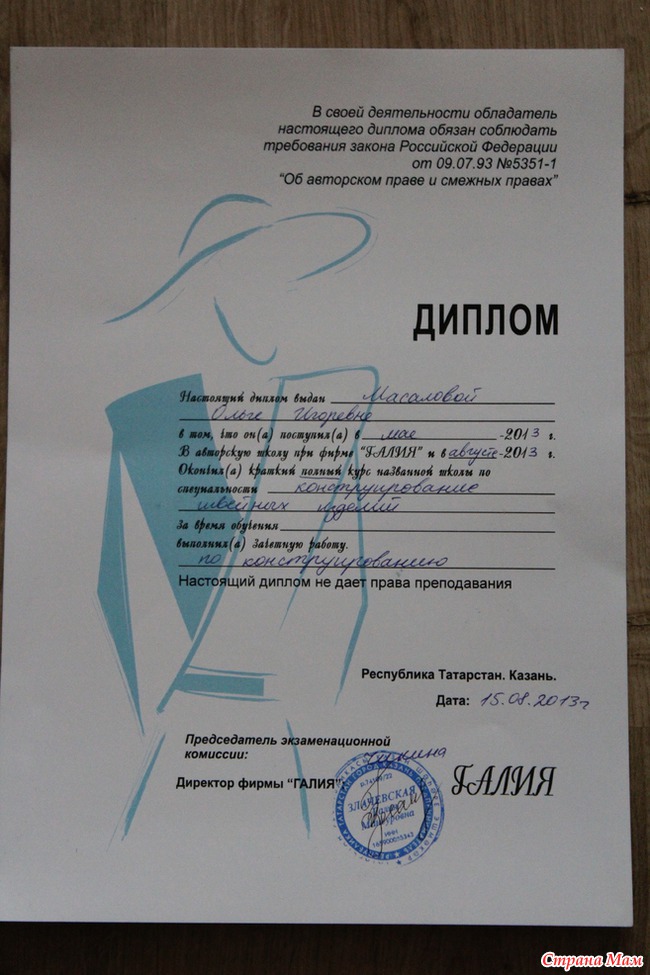 В своей деятельности обладатель
настоящего диплома обязан соблюдать
требования закона Российской Федерации
от 09.07.93 №5351-1
“Об авторском праве и смежных правах”
ДИПЛОМ
Настоящий диплом выдан Масаловой
Ольге Игоревне
в том, что он(а) поступил(а) в мае -2013 г.
В авторскую школу при фирме “ГАЛИЯ” и в августе-2013 г.
Окончил(а) краткий полный курс названной школы по
специальности конструирование
швейных изделий
За время обучения
выполнил(а) Зачетную работу.
по конструированию
Настоящий диплом не дает права преподавания
Республика Татарстан. Казань.
Дата: 15.08.2013г
Председатель экзаменационной
комиссии:
Директор фирмы “ГАЛИЯ”
ГАЛИЯ
ЗЛАЧЕВСКАЯ
ИНН
Страна Мам